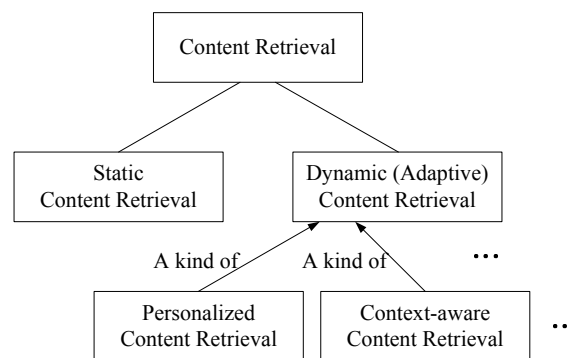 Content Retrieval
Static
Content Retrieval
Dynamic (Adaptive)
Content Retrieval
A kind of
A kind of
...
Personalized
Content Retrieval
Context-aware
Content Retrieval
..